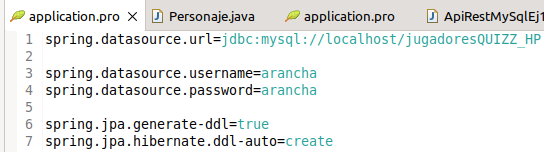 application.pro Personaje.java application.pro ApiRestMySqlEj1
1 spring.datasource.url=jdbc:mysql://localhost/jugadoresQUIZZ_HP
2
3 spring.datasource.username=arancha
4 spring.datasource.password=arancha
5
6 spring.jpa.generate-ddl=true
7 spring.jpa.hibernate.ddl-auto=create